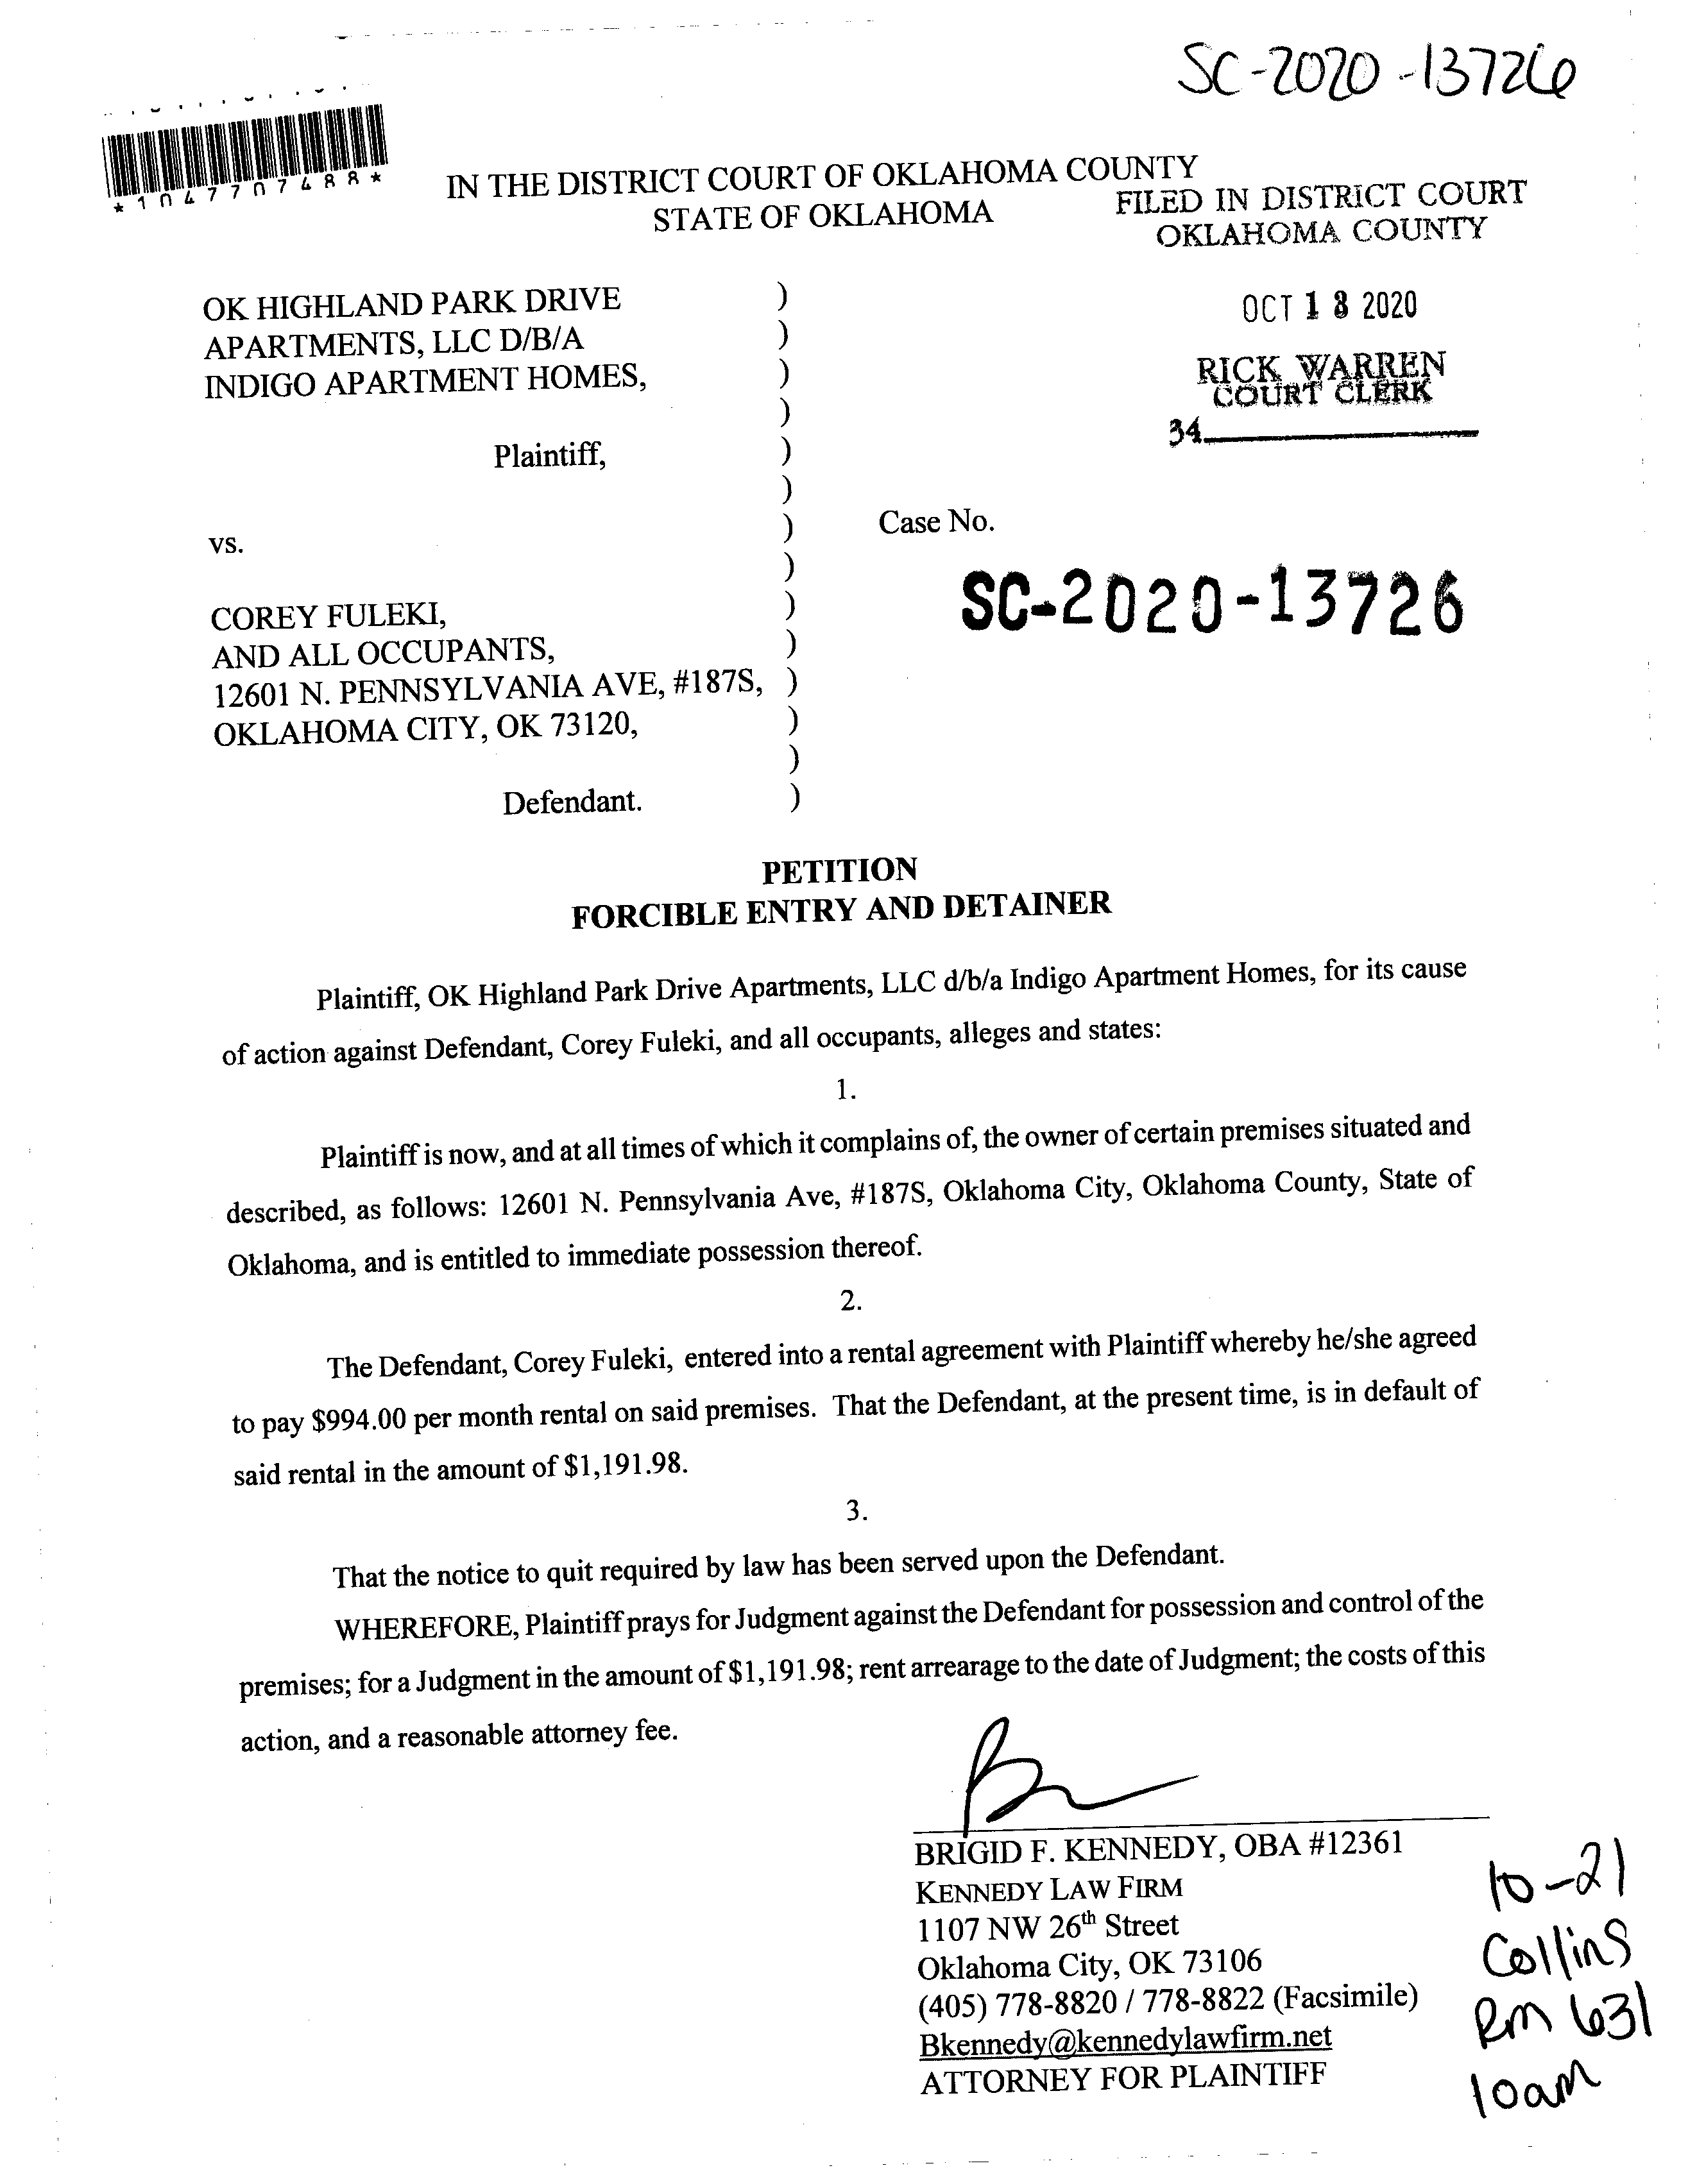 SC-2020-13726
*1047707488*
IN THE DISTRICT COURT OF OKLAHOMA COUNTY
STATE OF OKLAHOMA
FILED IN DISTRICT COURT
OKLAHOMA COUNTY
OCT 13 2020
RICK WARREN
COURT CLERK
34
OK HIGHLAND PARK DRIVE )
APARTMENTS, LLC D/B/A )
INDIGO APARTMENT HOMES, )
)
Plaintiff, )
)
vs. )
)
Case No.
SC-2020-13726
COREY FULEKI, )
AND ALL OCCUPANTS, )
12601 N. PENNSYLVANIA AVE, #187S, )
OKLAHOMA CITY, OK 73120, )
)
Defendant. )
PETITION
FORCIBLE ENTRY AND DETAINER
Plaintiff, OK Highland Park Drive Apartments, LLC d/b/a Indigo Apartment Homes, for its cause
of action against Defendant, Corey Fuleki, and all occupants, alleges and states:
1.
Plaintiff is now, and at all times of which it complains of, the owner of certain premises situated and
described, as follows: 12601 N. Pennsylvania Ave, #187S, Oklahoma City, Oklahoma County, State of
Oklahoma, and is entitled to immediate possession thereof.
2.
The Defendant, Corey Fuleki, entered into a rental agreement with Plaintiff whereby he/she agreed
to pay $994.00 per month rental on said premises. That the Defendant, at the present time, is in default of
said rental in the amount of $1,191.98.
3.
That the notice to quit required by law has been served upon the Defendant.
WHEREFORE, Plaintiff prays for Judgment against the Defendant for possession and control of the
premises; for a Judgment in the amount of $1,191.98; rent arrearage to the date of Judgment; the costs of this
action, and a reasonable attorney fee.
BRIGID F. KENNEDY, OBA #12361
KENNEDY LAW FIRM
1107 NW 26th Street
Oklahoma City, OK 73106
(405) 778-8820 / 778-8822 (Facsimile)
Bkennedy@kennedylawfirm.net
ATTORNEY FOR PLAINTIFF
10-21
Collins
Rm 631
10am